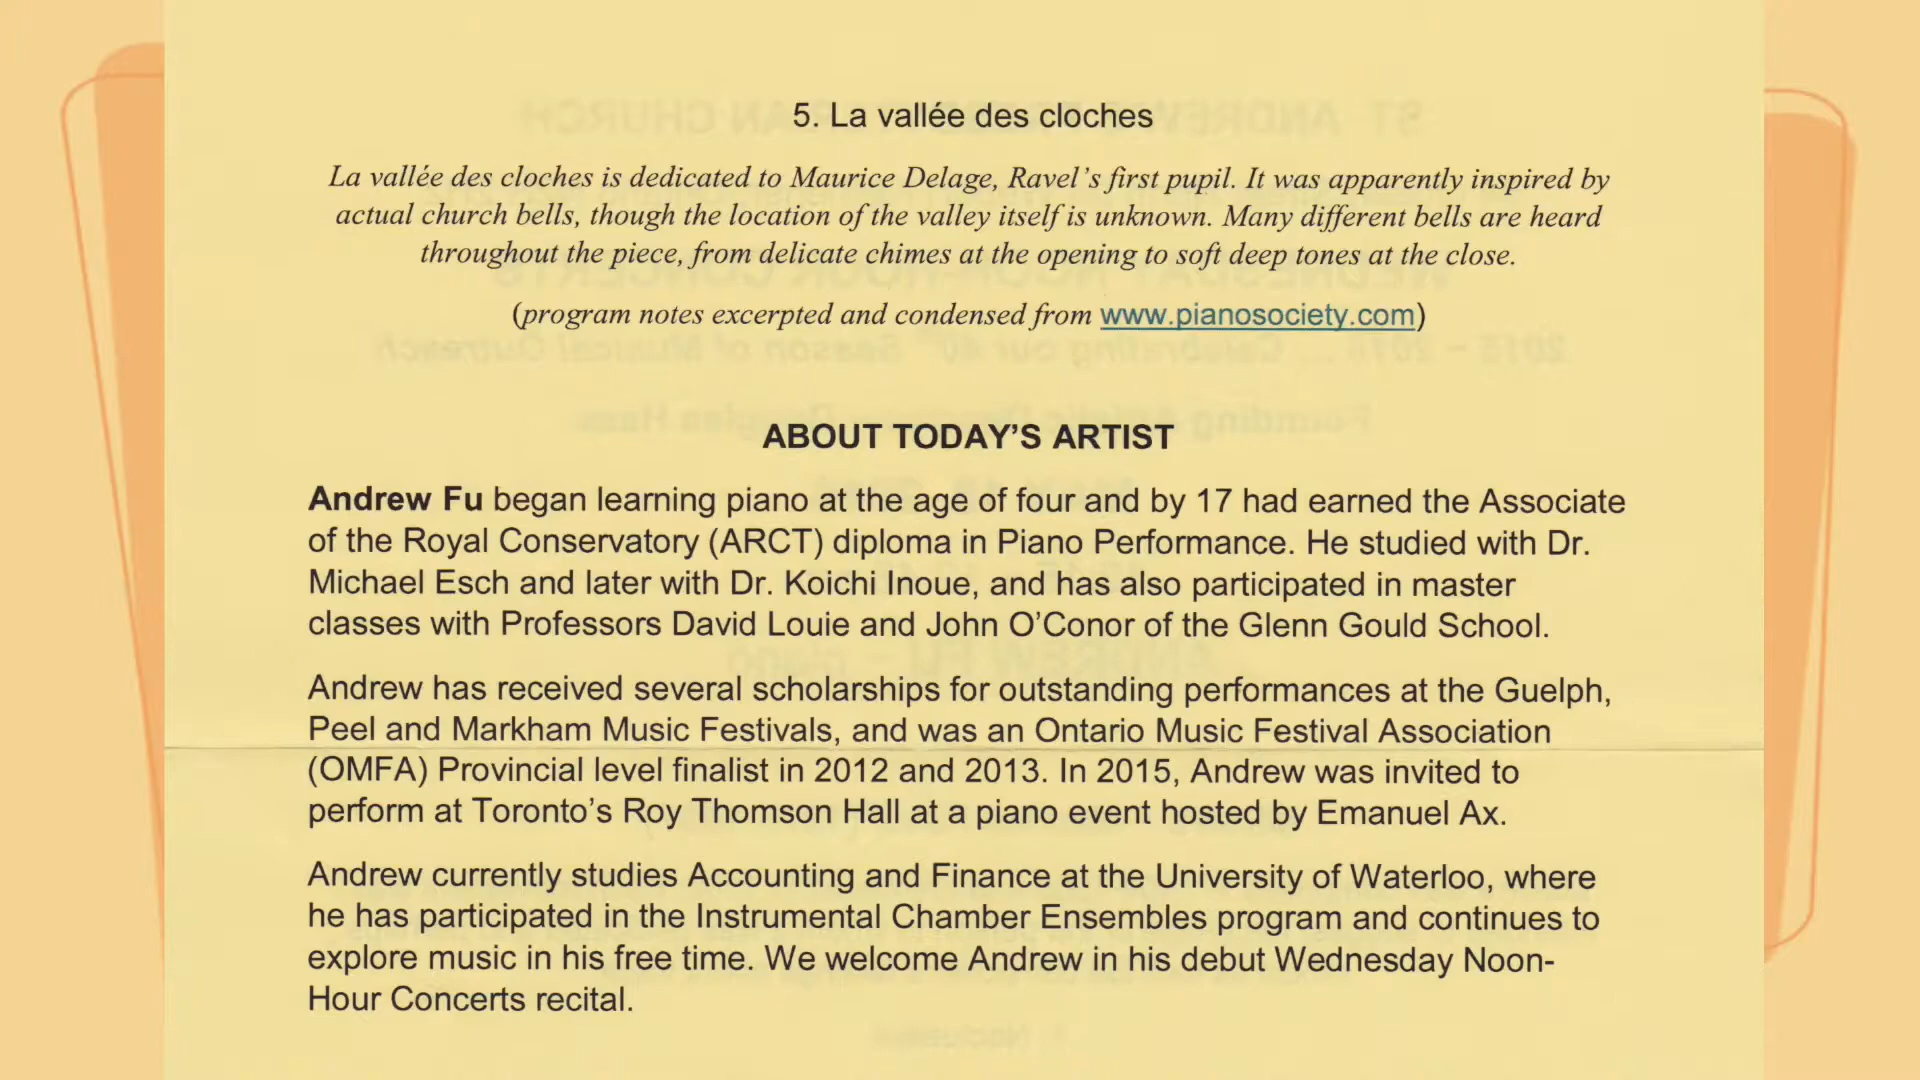 5. La vallée des cloches
La vallée des cloches is dedicated to Maurice Delage, Ravel's first pupil. It was apparently inspired by
actual church bells, though the location of the valley itself is unknown. Many different bells are heard
throughout the piece, from delicate chimes at the opening to soft deep tones at the close.
(program notes excerpted and condensed from www.pianosociety.com)
ABOUT TODAY'S ARTIST
Andrew Fu began learning piano at the age of four and by 17 had earned the Associate
of the Royal Conservatory (ARCT) diploma in Piano Performance. He studied with Dr.
Michael Esch and later with Dr. Koichi Inoue, and has also participated in master
classes with Professors David Louie and John O'Conor of the Glenn Gould School.
Andrew has received several scholarships for outstanding performances at the Guelph,
Peel and Markham Music Festivals, and was an Ontario Music Festival Association
(OMFA) Provincial level finalist in 2012 and 2013. In 2015, Andrew was invited to
perform at Toronto's Roy Thomson Hall at a piano event hosted by Emanuel Ax.
Andrew currently studies Accounting and Finance at the University of Waterloo, where
he has participated in the Instrumental Chamber Ensembles program and continues to
explore music in his free time. We welcome Andrew in his debut Wednesday Noon-
Hour Concerts recital.